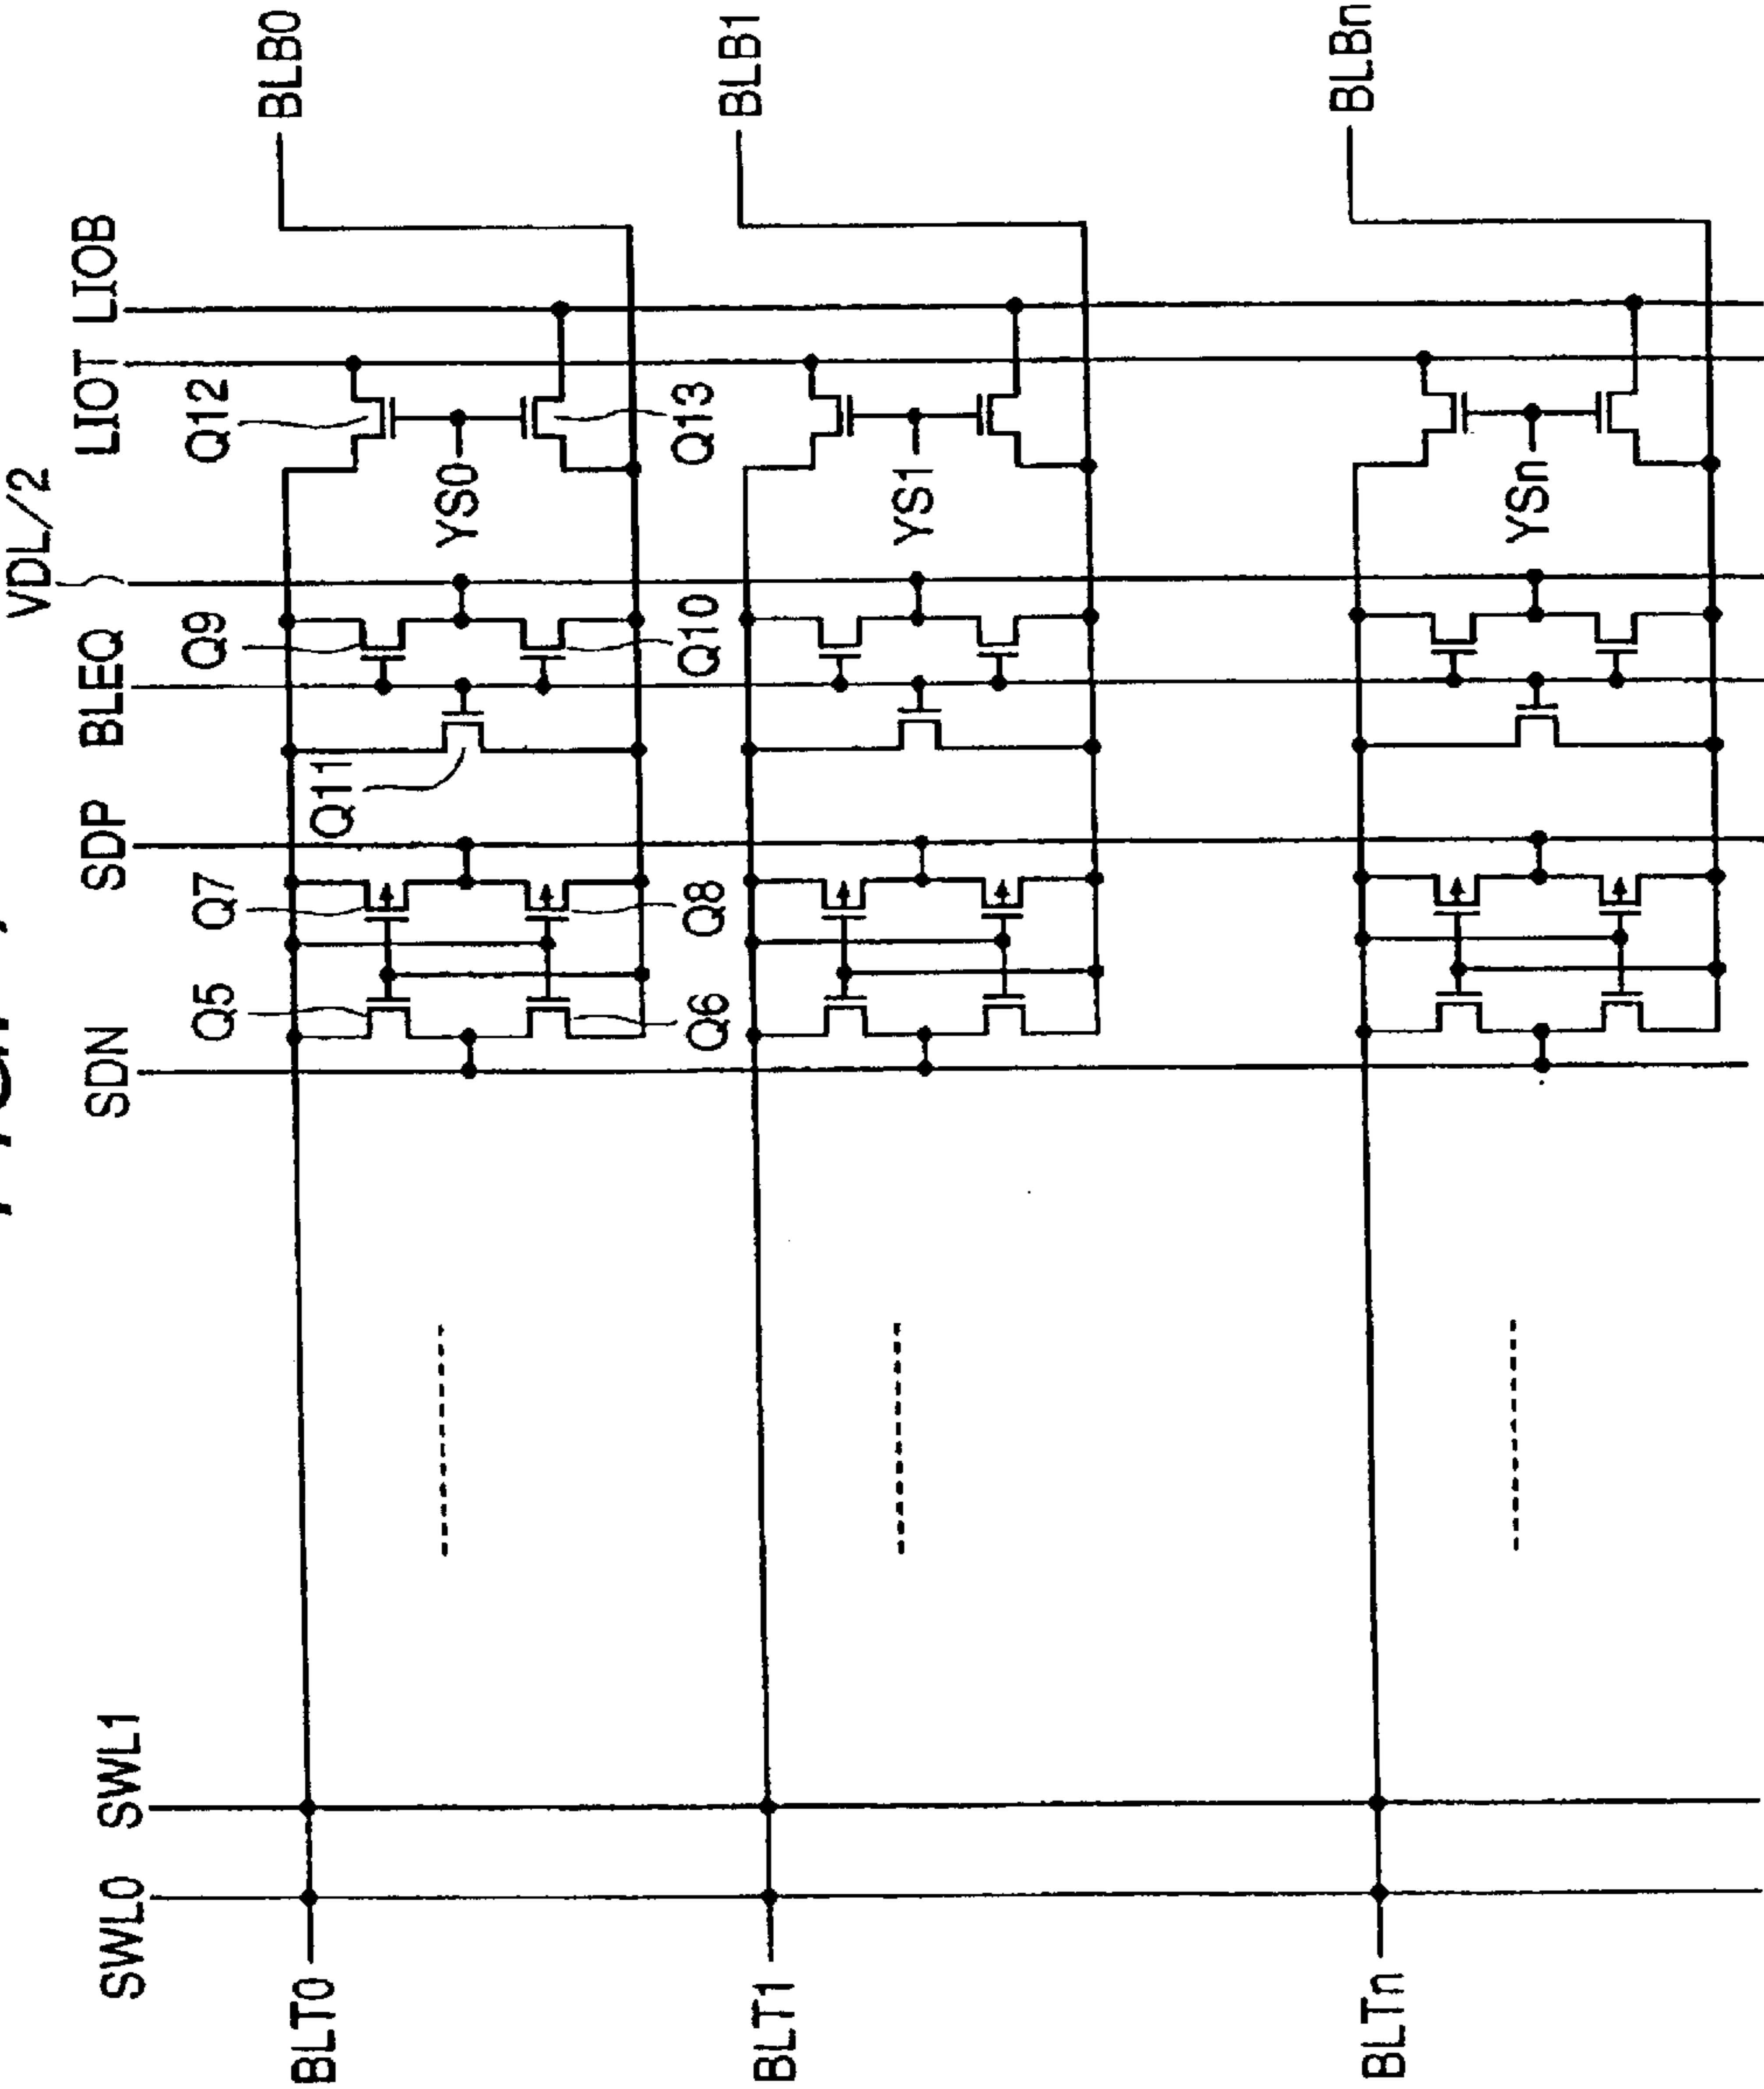 SWL0
SWL1
SDN
SDP
BLEQ
VDL/2
LIOT
LIOB
BLT0
Q5
Q7
Q11
Q9
YS0
Q12
BLB0
Q6
Q8
Q10
Q13
BLT1
YS1
BLB1
BLTn
YSn
BLBn